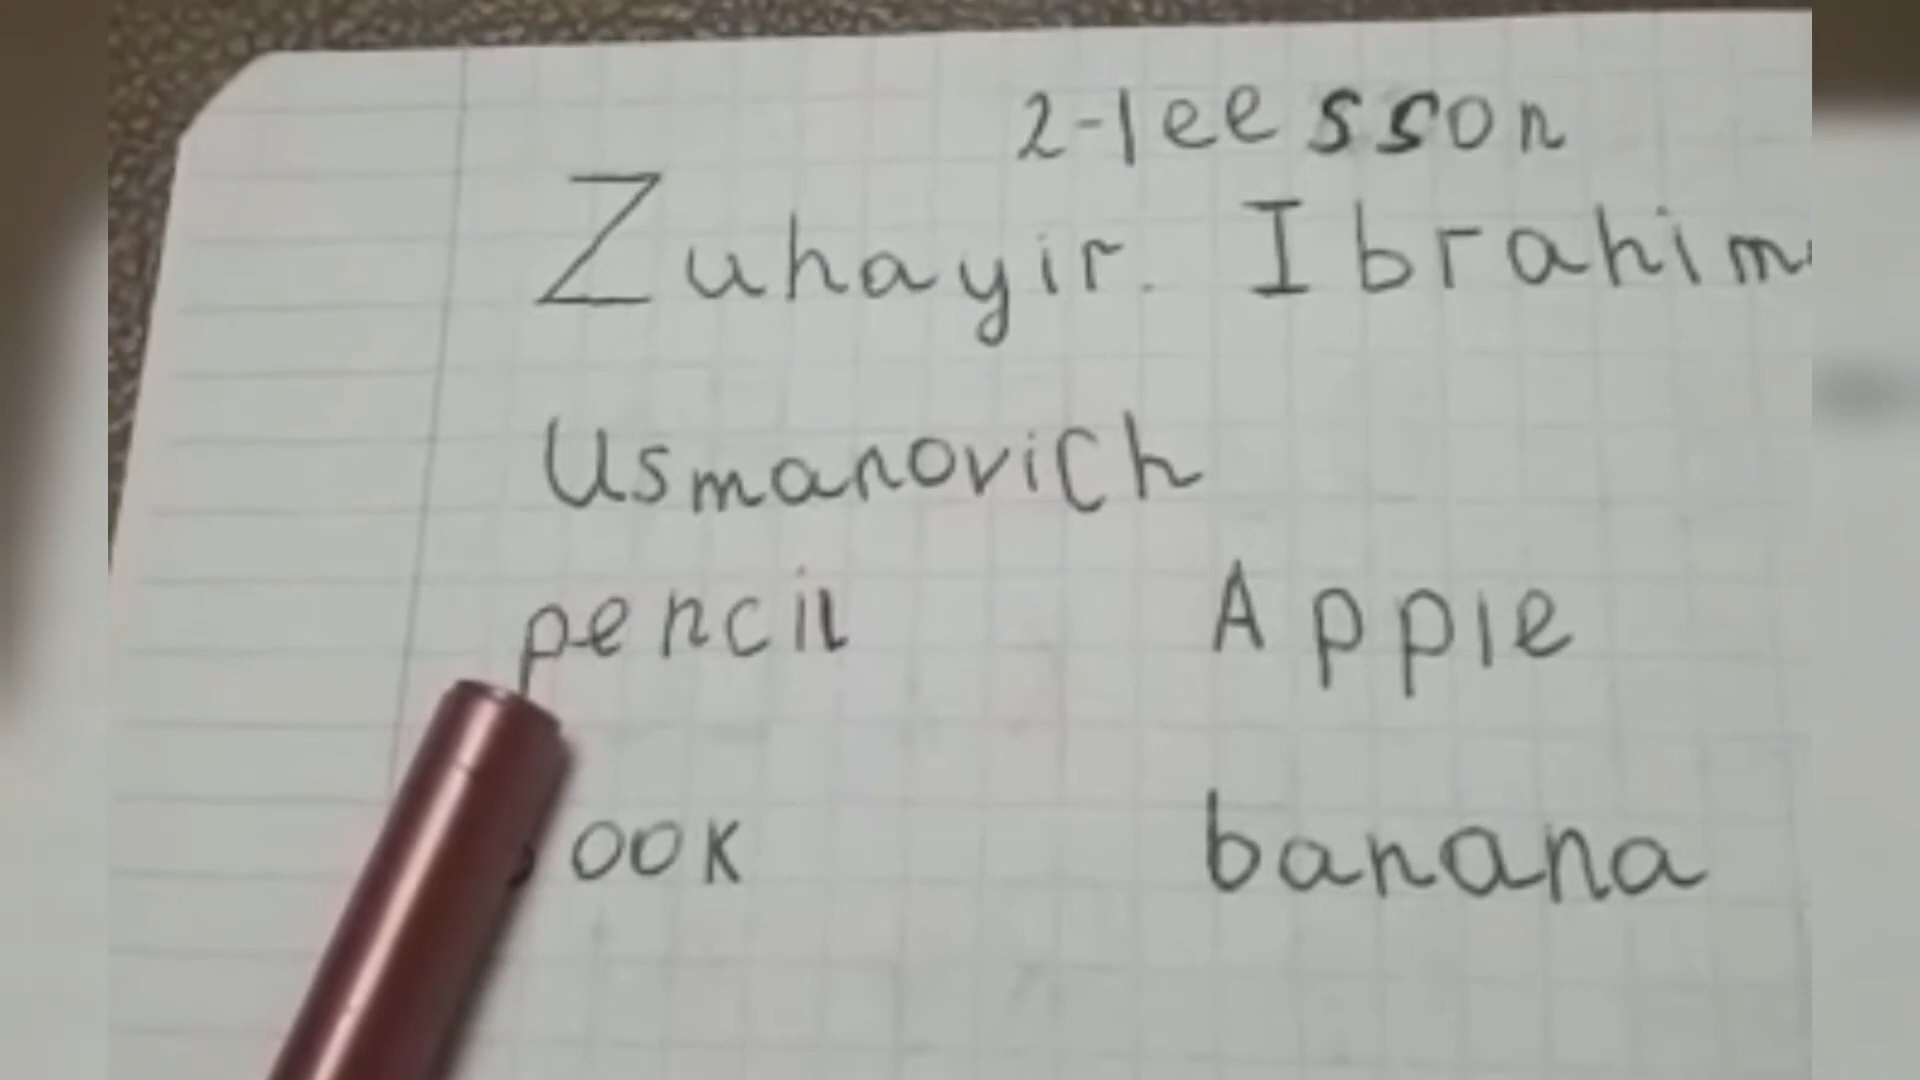 2-leesson
Zuhayir. Ibrahim
Usmanovich
pencil Apple
banana